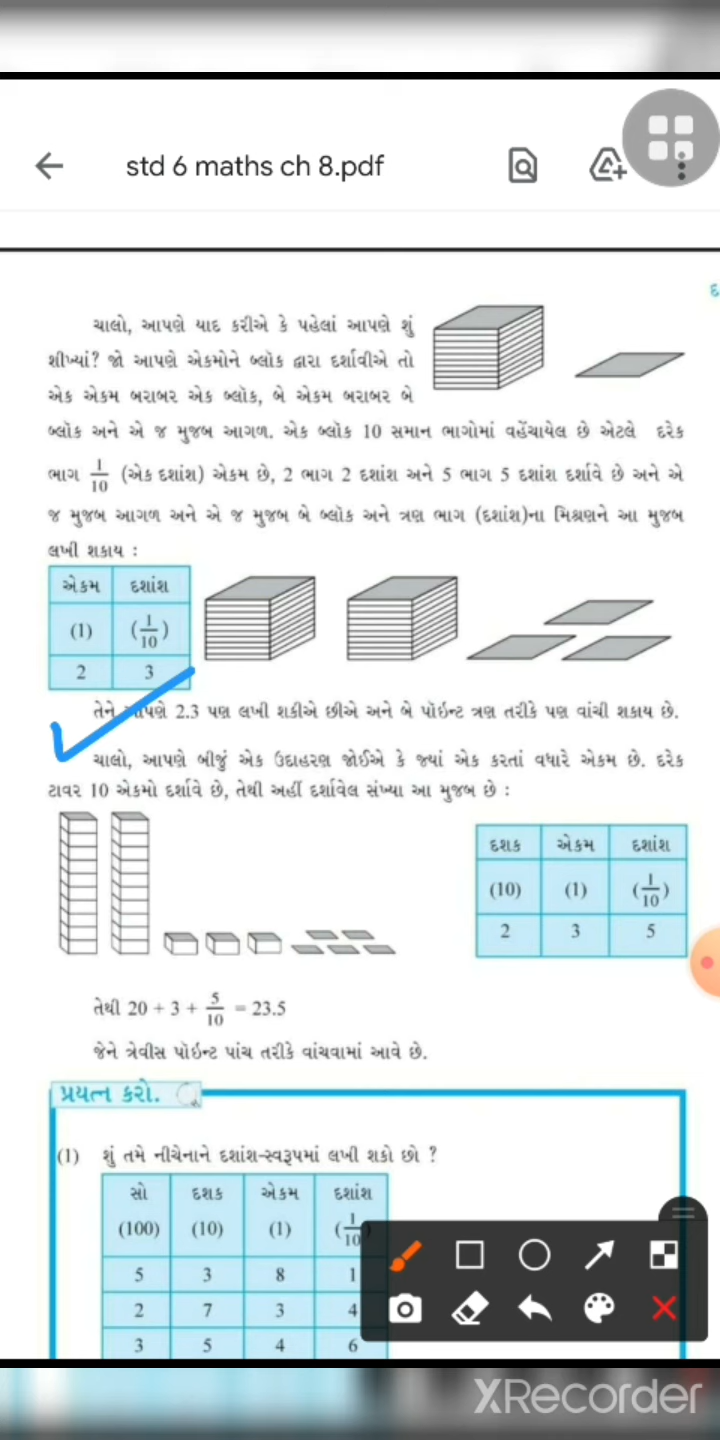 std 6 maths ch 8.pdf
ચાલો, આપણે યાદ કરીએ કે પહેલાં આપણે શું
શીખ્યાં? જો આપણે એકમોને બ્લૉક દ્વારા દર્શાવીએ તો
એક એકમ બરાબર એક બ્લૉક, બે એકમ બરાબર બે
બ્લૉક અને એ જ મુજબ આગળ. એક બ્લૉક 10 સમાન ભાગોમાં વહેંચાયેલ છે એટલે દરેક
ભાગ 1/10 (એક દશાંશ) એકમ છે, 2 ભાગ 2 દશાંશ અને 5 ભાગ 5 દશાંશ દર્શાવે છે અને એ
જ મુજબ આગળ અને એ જ મુજબ બે બ્લૉક અને ત્રણ ભાગ (દશાંશ)ના મિશ્રણને આ મુજબ
લખી શકાય :
એકમ દશાંશ
(1) (1/10)
2 3
તેને આપણે 2.3 પણ લખી શકીએ છીએ અને બે પૉઇન્ટ ત્રણ તરીકે પણ વાંચી શકાય છે.
ચાલો, આપણે બીજું એક ઉદાહરણ જોઈએ કે જ્યાં એક કરતાં વધારે એકમ છે. દરેક
ટાવર 10 એકમો દર્શાવે છે, તેથી અહીં દર્શાવેલ સંખ્યા આ મુજબ છે :
દશક એકમ દશાંશ
(10) (1) (1/10)
2 3 5
તેથી 20 + 3 + 5/10 = 23.5
જેને ત્રેવીસ પૉઇન્ટ પાંચ તરીકે વાંચવામાં આવે છે.
પ્રયત્ન કરો.
(1) શું તમે નીચેનાને દશાંશ-સ્વરૂપમાં લખી શકો છો ?
સો દશક એકમ દશાંશ
(100) (10) (1) (1/10)
5 3 8 1
2 7 3 4
3 5 4 6
XRecorder